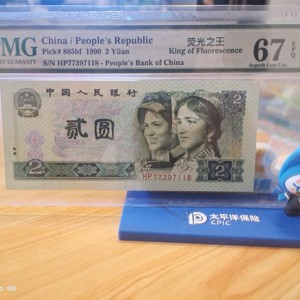 PMG
China / People's Republic
Pick# 885bf 1990 2 Yüan
S/N HP77397118 - People's Bank of China
荧光之王
King of Fluorescence
67 EPQ
Superb Gem Unc
中国人民银行
贰圆
2
2
HP77397118
太平洋保险
CPIC